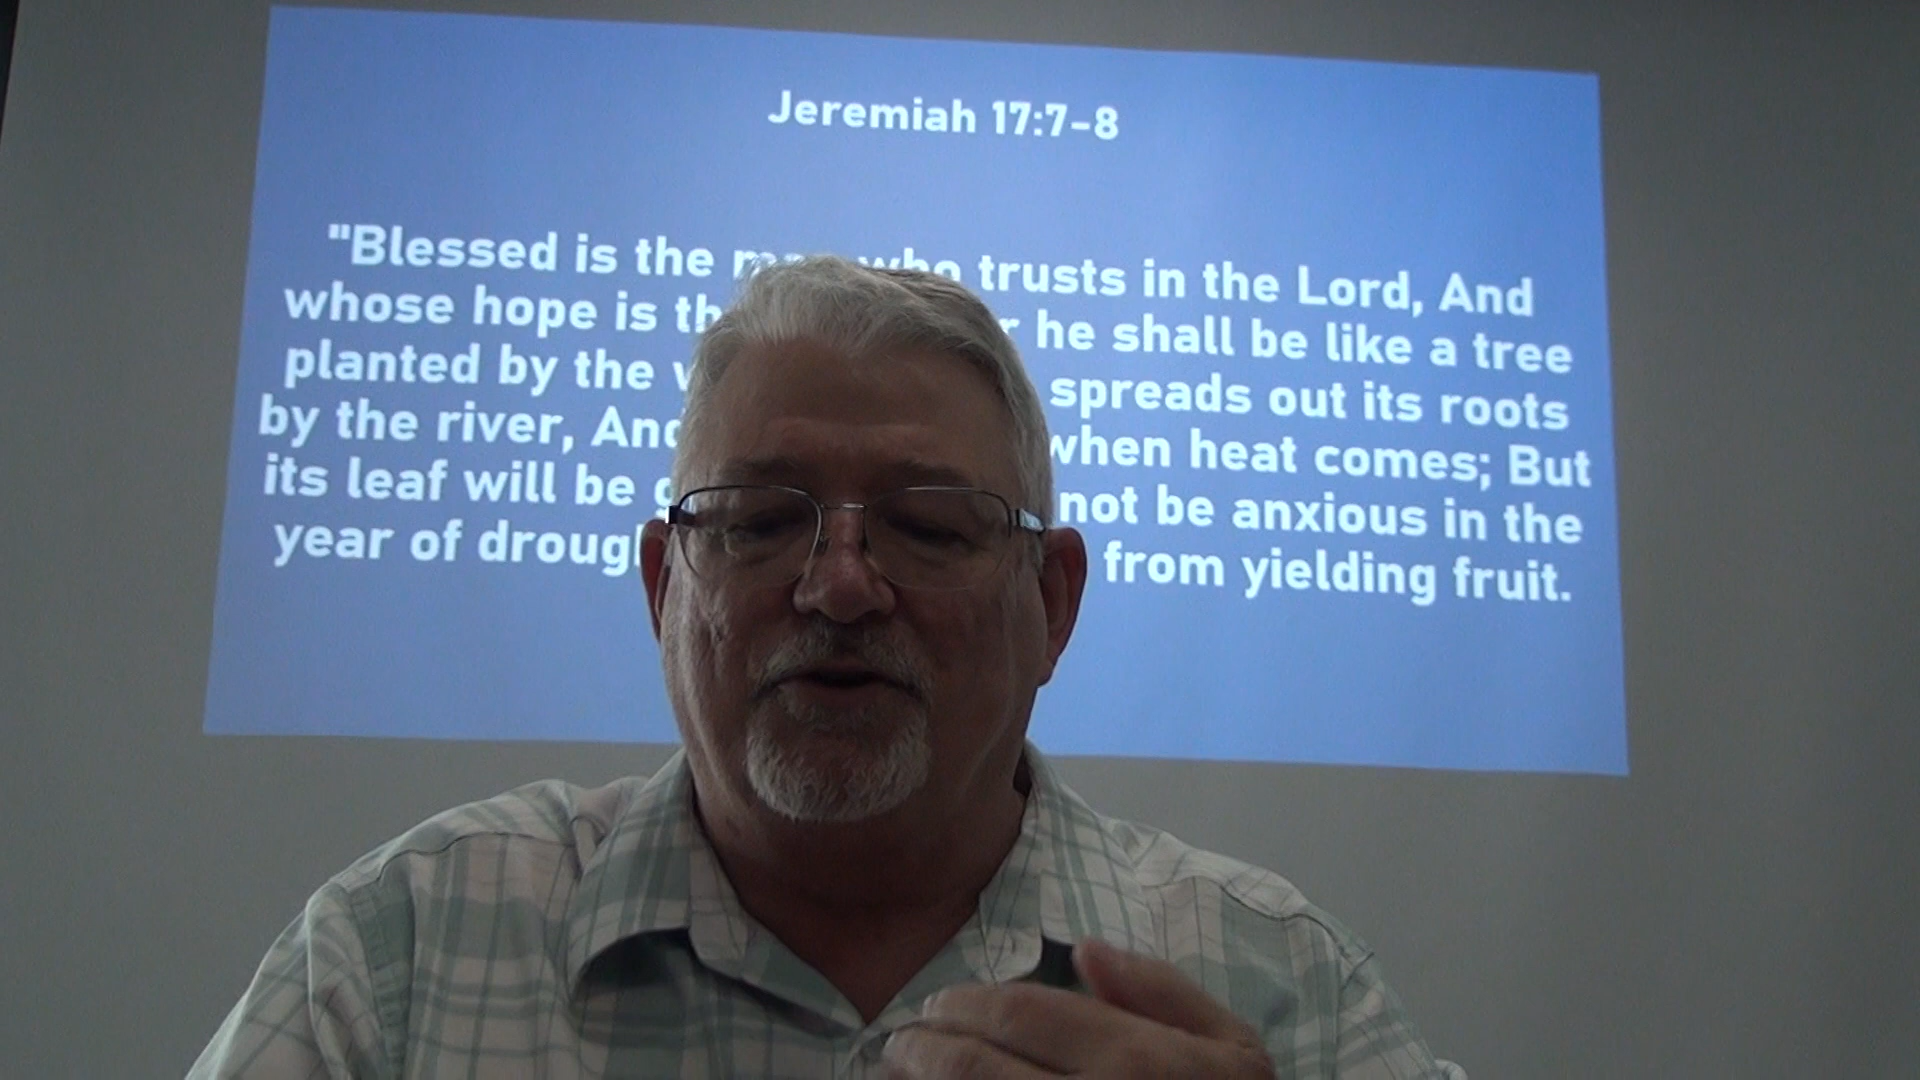 Jeremiah 17:7-8
"Blessed is the man who trusts in the Lord, And
whose hope is he shall be like a tree
planted by the spreads out its roots
by the river, And when heat comes; But
its leaf will be not be anxious in the
year of from yielding fruit.